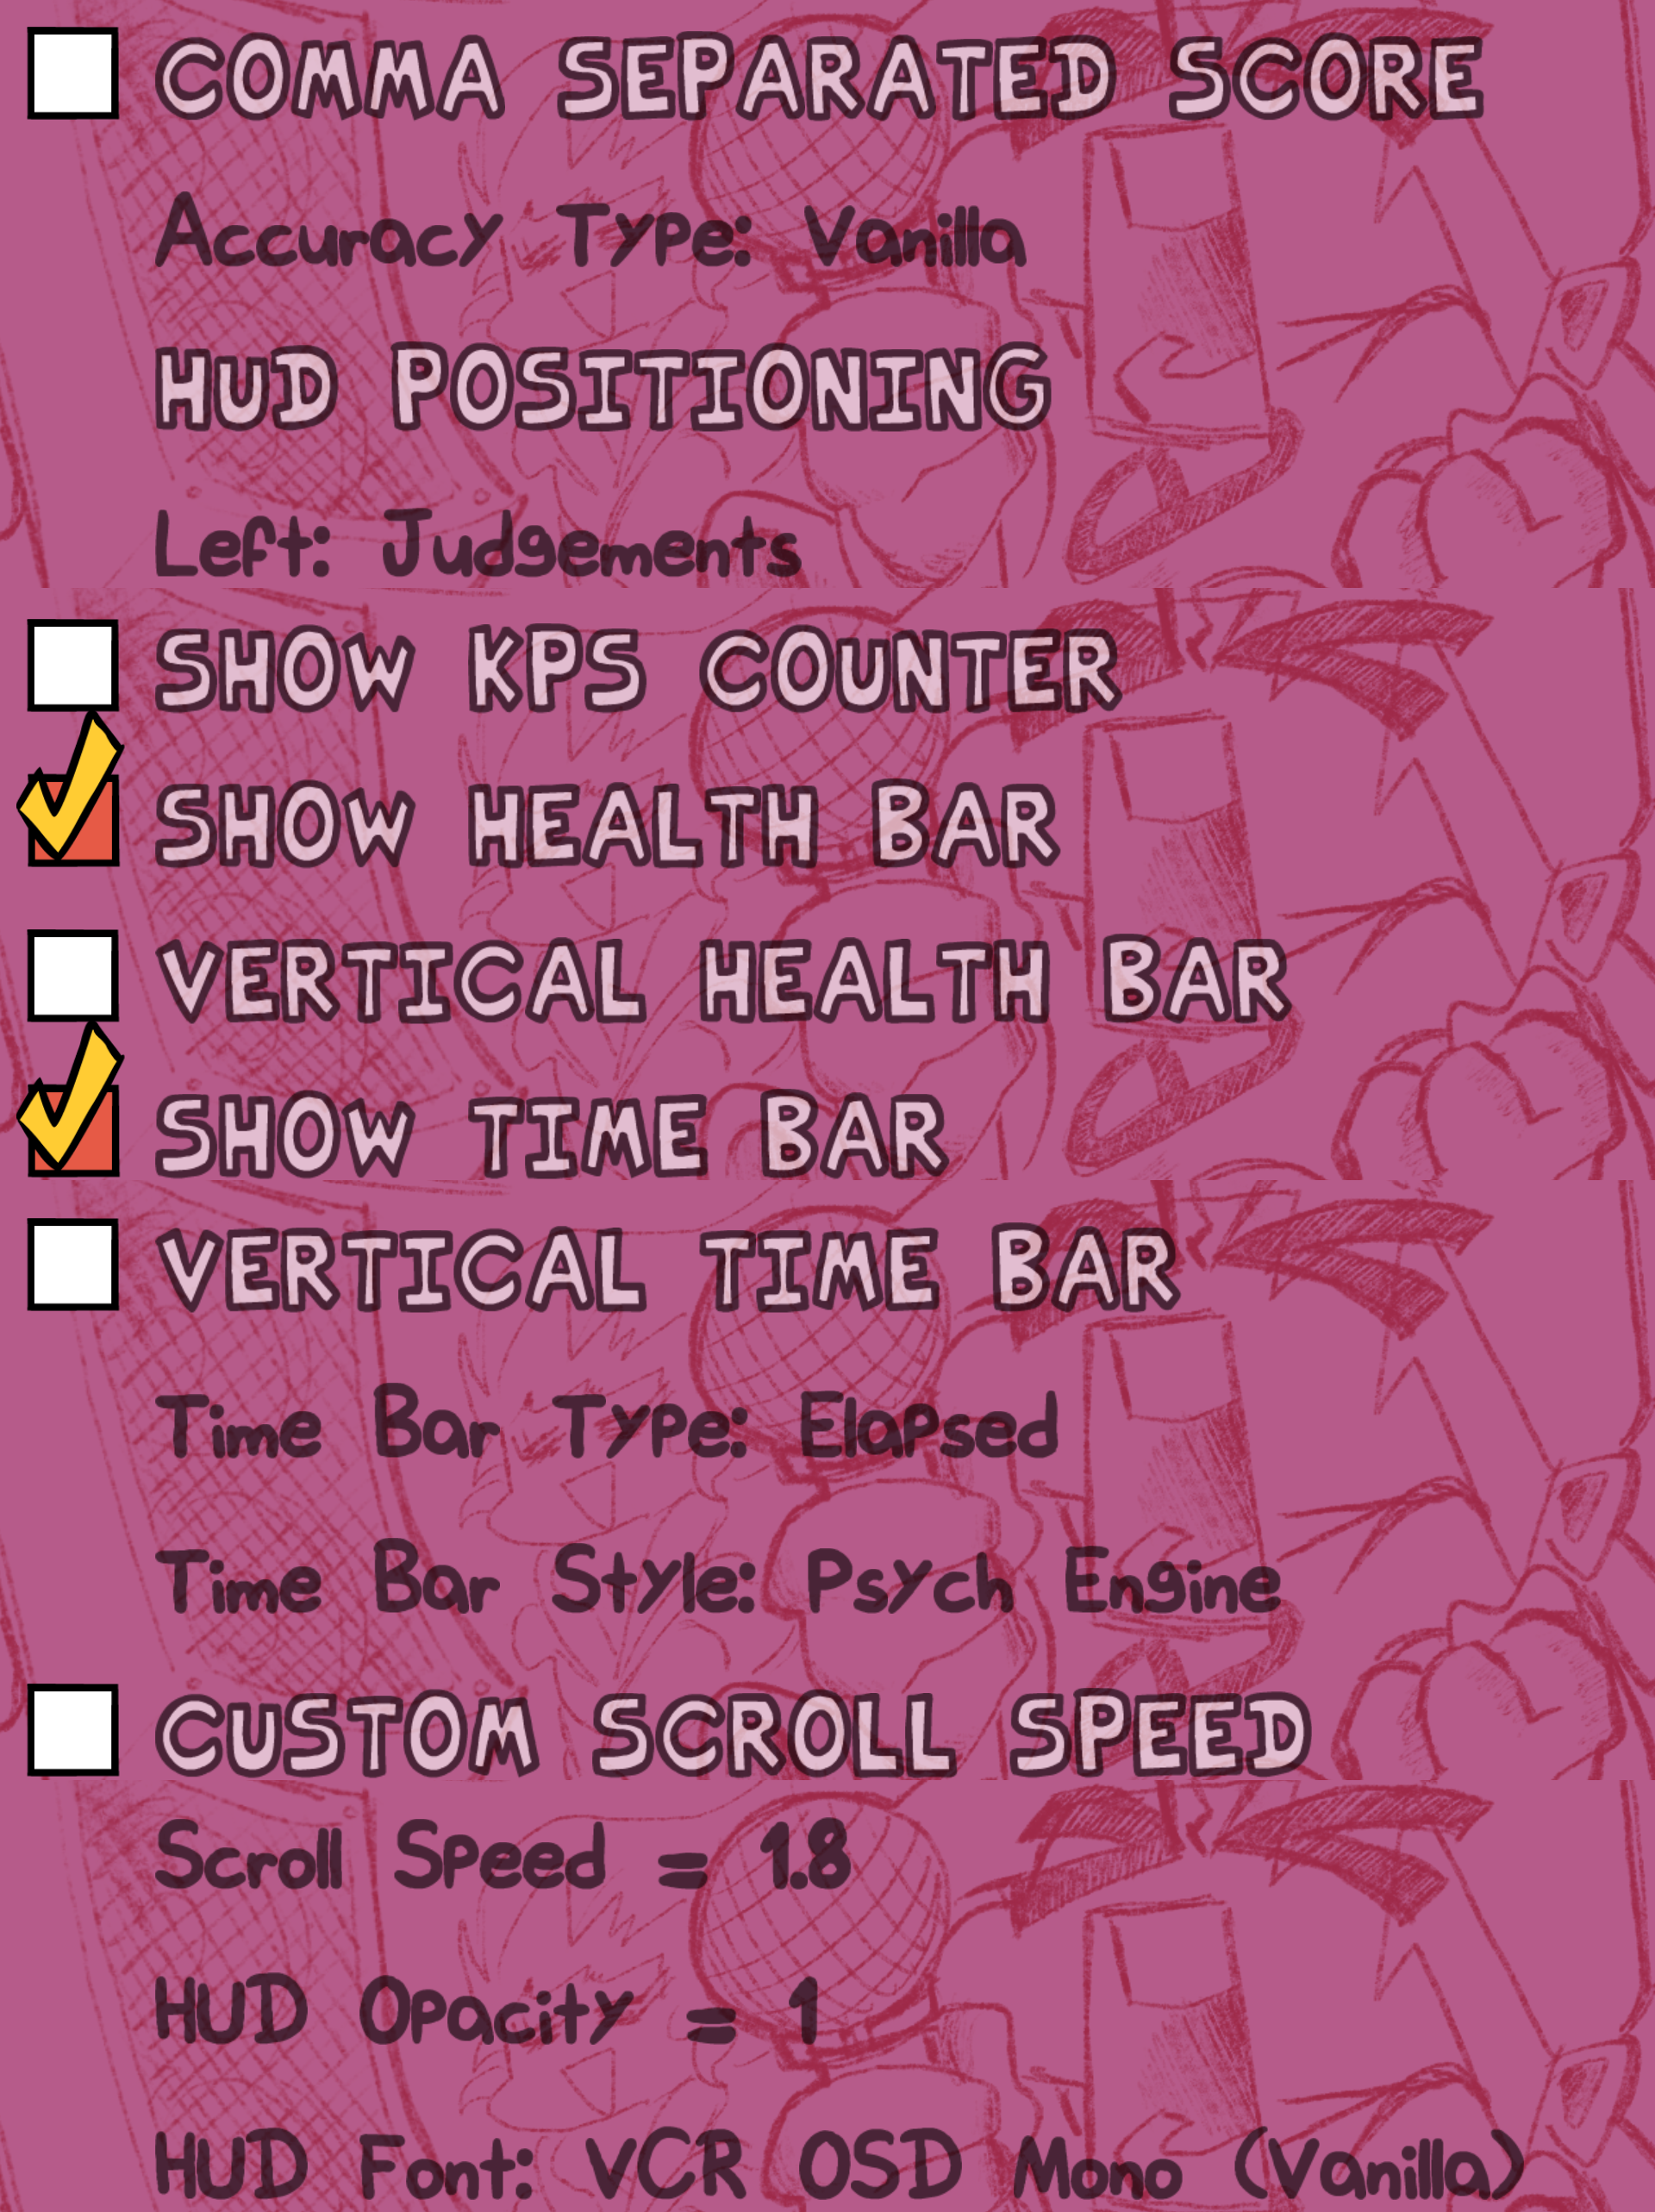 COMMA SEPARATED SCORE
Accuracy Type: Vanilla
HUD POSITIONING
Left: Judgements
SHOW KPS COUNTER
SHOW HEALTH BAR
VERTICAL HEALTH BAR
SHOW TIME BAR
VERTICAL TIME BAR
Time Bar Type: Elapsed
Time Bar Style: Psych Engine
CUSTOM SCROLL SPEED
Scroll Speed = 1.8
HUD Opacity = 1
HUD Font: VCR OSD Mono (Vanilla)